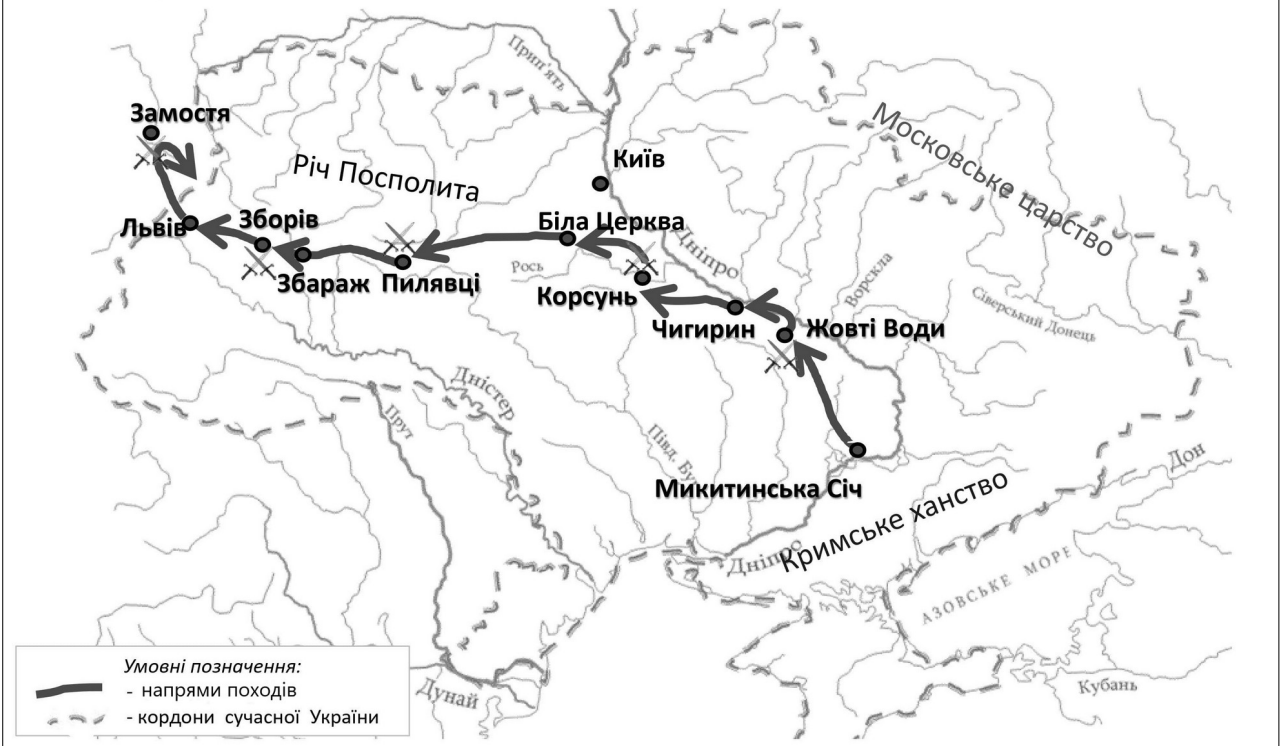 Прип'ять
Замостя
Московське царство
Київ
Річ Посполита
Львів
Зборів
Біла Церква
Дніпро
Збараж
Пилявці
Рось
Корсунь
Ворскла
Сіверський Донець
Чигирин
Жовті Води
Дністер
Прут
Півд. Буг
Микитинська Січ
Дон
Кримське ханство
Дніпро
АЗОВСЬКЕ МОРЕ
Умовні позначення:
- напрями походів
- кордони сучасної України
Дунай
Кубань